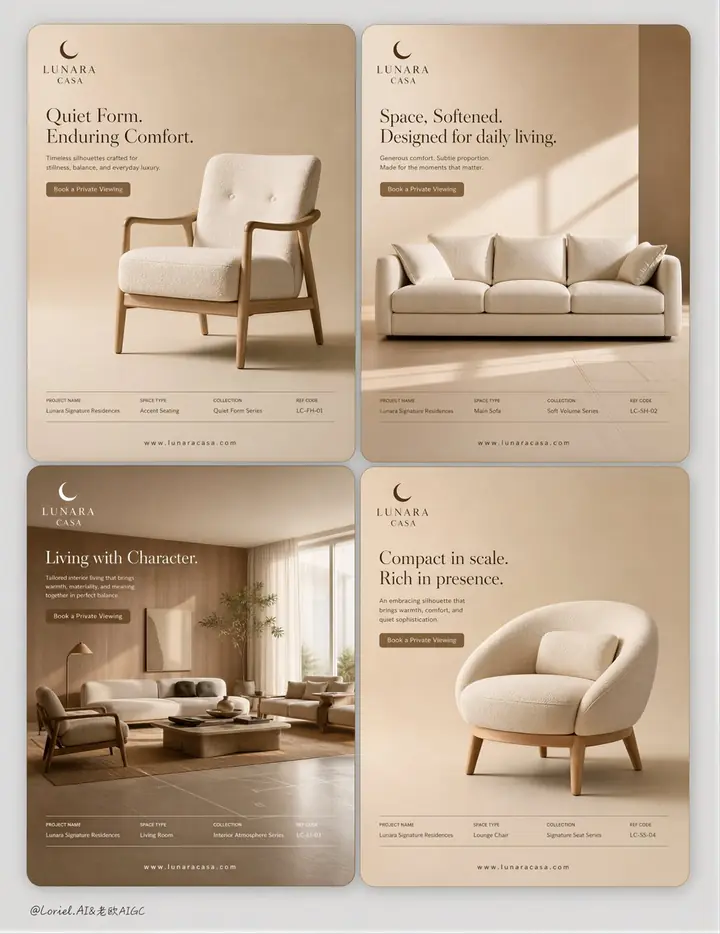 LUNARA
CASA
Quiet Form.
Enduring Comfort.
Timeless silhouettes crafted for
stillness, balance, and everyday luxury.
Book a Private Viewing
PROJECT NAME SPACE TYPE COLLECTION REF CODE
Lunara Signature Residences Accent Seating Quiet Form Series LC-FH-01
www.lunaracasa.com
LUNARA
CASA
Space, Softened.
Designed for daily living.
Generous comfort. Subtle proportion.
Made for the moments that matter.
Book a Private Viewing
PROJECT NAME SPACE TYPE COLLECTION REF CODE
Lunara Signature Residences Main Sofa Soft Volume Series LC-SH-02
www.lunaracasa.com
LUNARA
CASA
Living with Character.
Tailored interior living that brings
warmth, materiality, and meaning
together in perfect balance.
Book a Private Viewing
PROJECT NAME SPACE TYPE COLLECTION REF CODE
Lunara Signature Residences Living Room Interior Atmosphere Series
www.lunaracasa.com
LUNARA
CASA
Compact in scale.
Rich in presence.
An embracing silhouette that
brings warmth, comfort, and
quiet sophistication.
Book a Private Viewing
PROJECT NAME SPACE TYPE COLLECTION REF CODE
Lunara Signature Residences Lounge Chair Signature Seat Series LC-SS-04
www.lunaracasa.com
@Loriel.AI&老欧AIGC